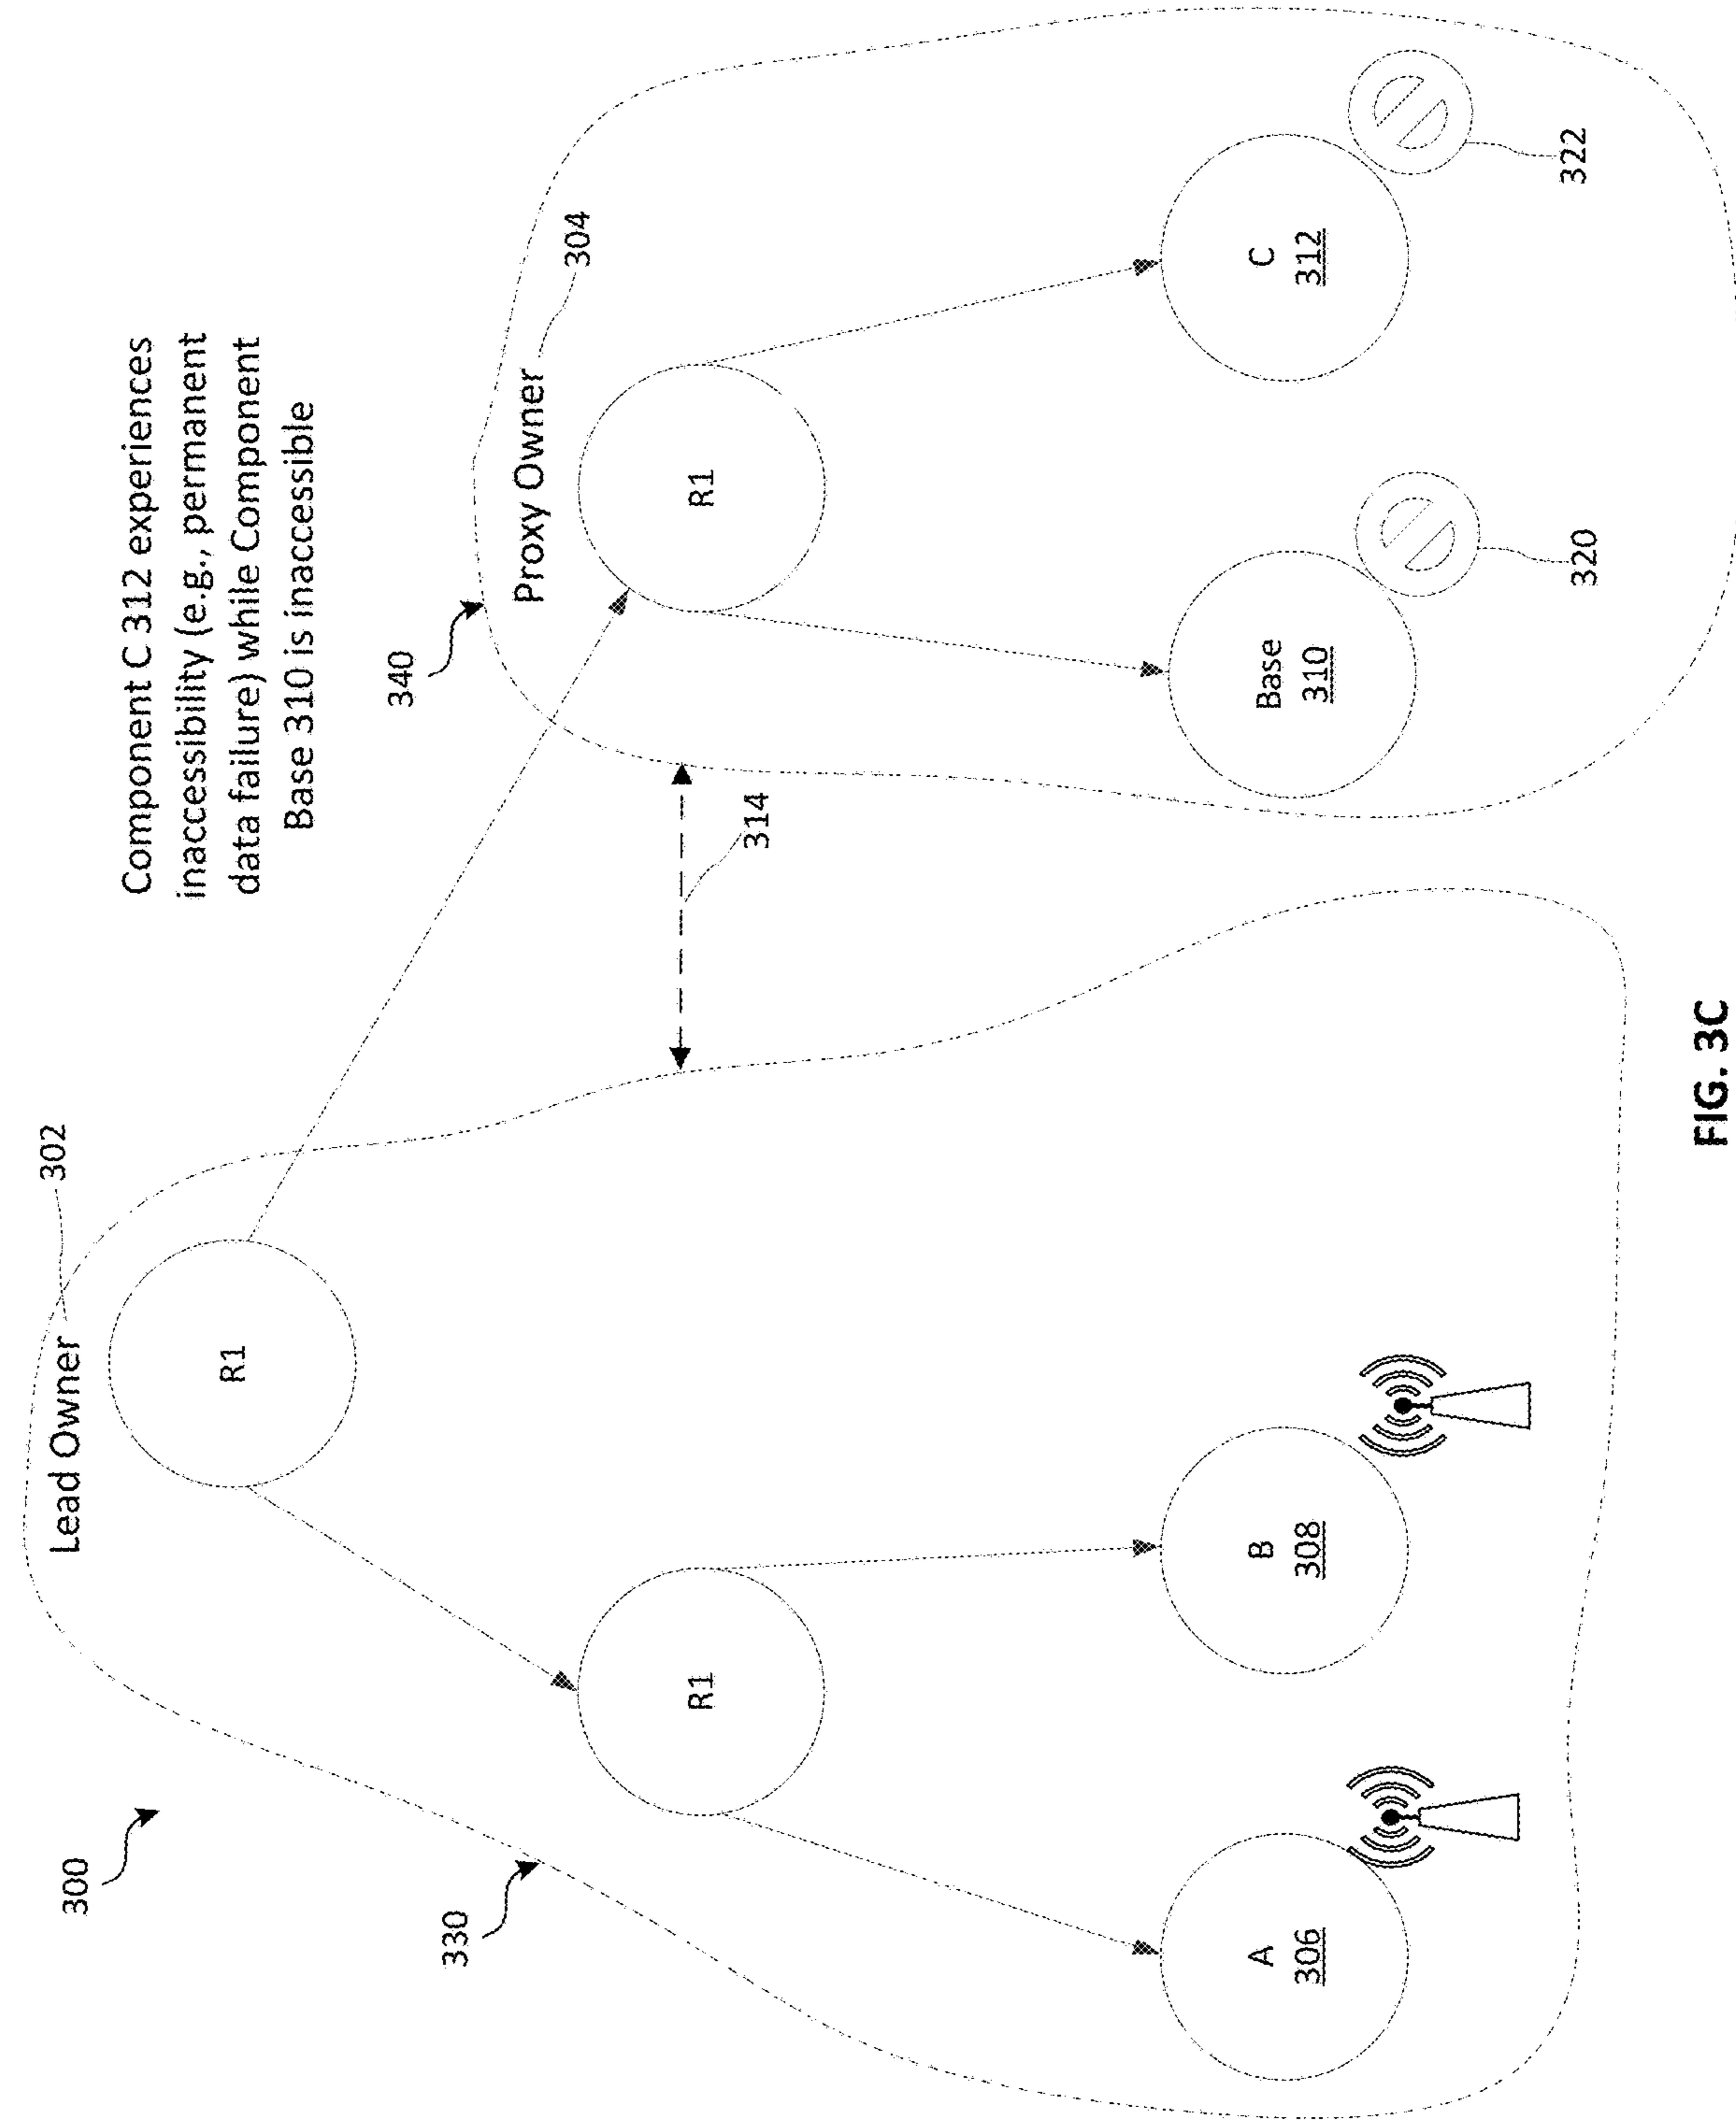 300
Lead Owner
302
Component C 312 experiences
inaccessibility (e.g., permanent
data failure) while Component
Base 310 is inaccessible
330
340
Proxy Owner
304
R1
R1
R1
314
A
306
B
308
Base
310
C
312
320
322
FIG. 3C